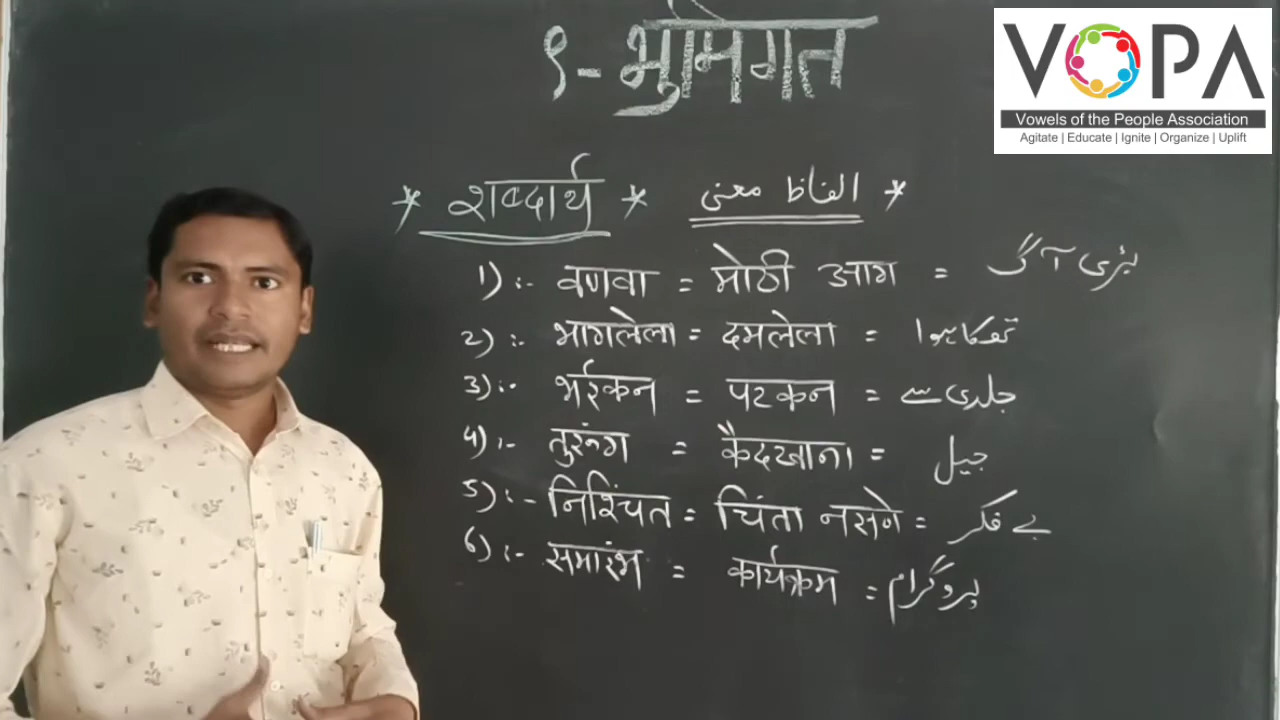 ९- भुमिगत
VOPA
Vowels of the People Association
Agitate | Educate | Ignite | Organize | Uplift
* शब्दार्थ * الفاظ معنی *
1) :- वणवा = मोठी आग = بڑی آگ
2) :- भागलेला = दमलेला = تھکا ہوا
3) :- भर्रकन = पटकन = جلدی سے
4) :- तुरुंग = कैदखाना = جیل
5) :- निश्चिंत = चिंता नसणे = بے فکر
6) :- समारंभ = कार्यक्रम = پروگرام